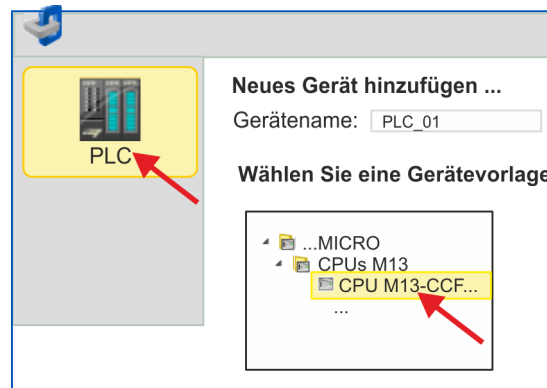 PLC
Neues Gerät hinzufügen ...
Gerätename: PLC_01
Wählen Sie eine Gerätevorlage
...MICRO
CPUs M13
CPU M13-CCF...
...